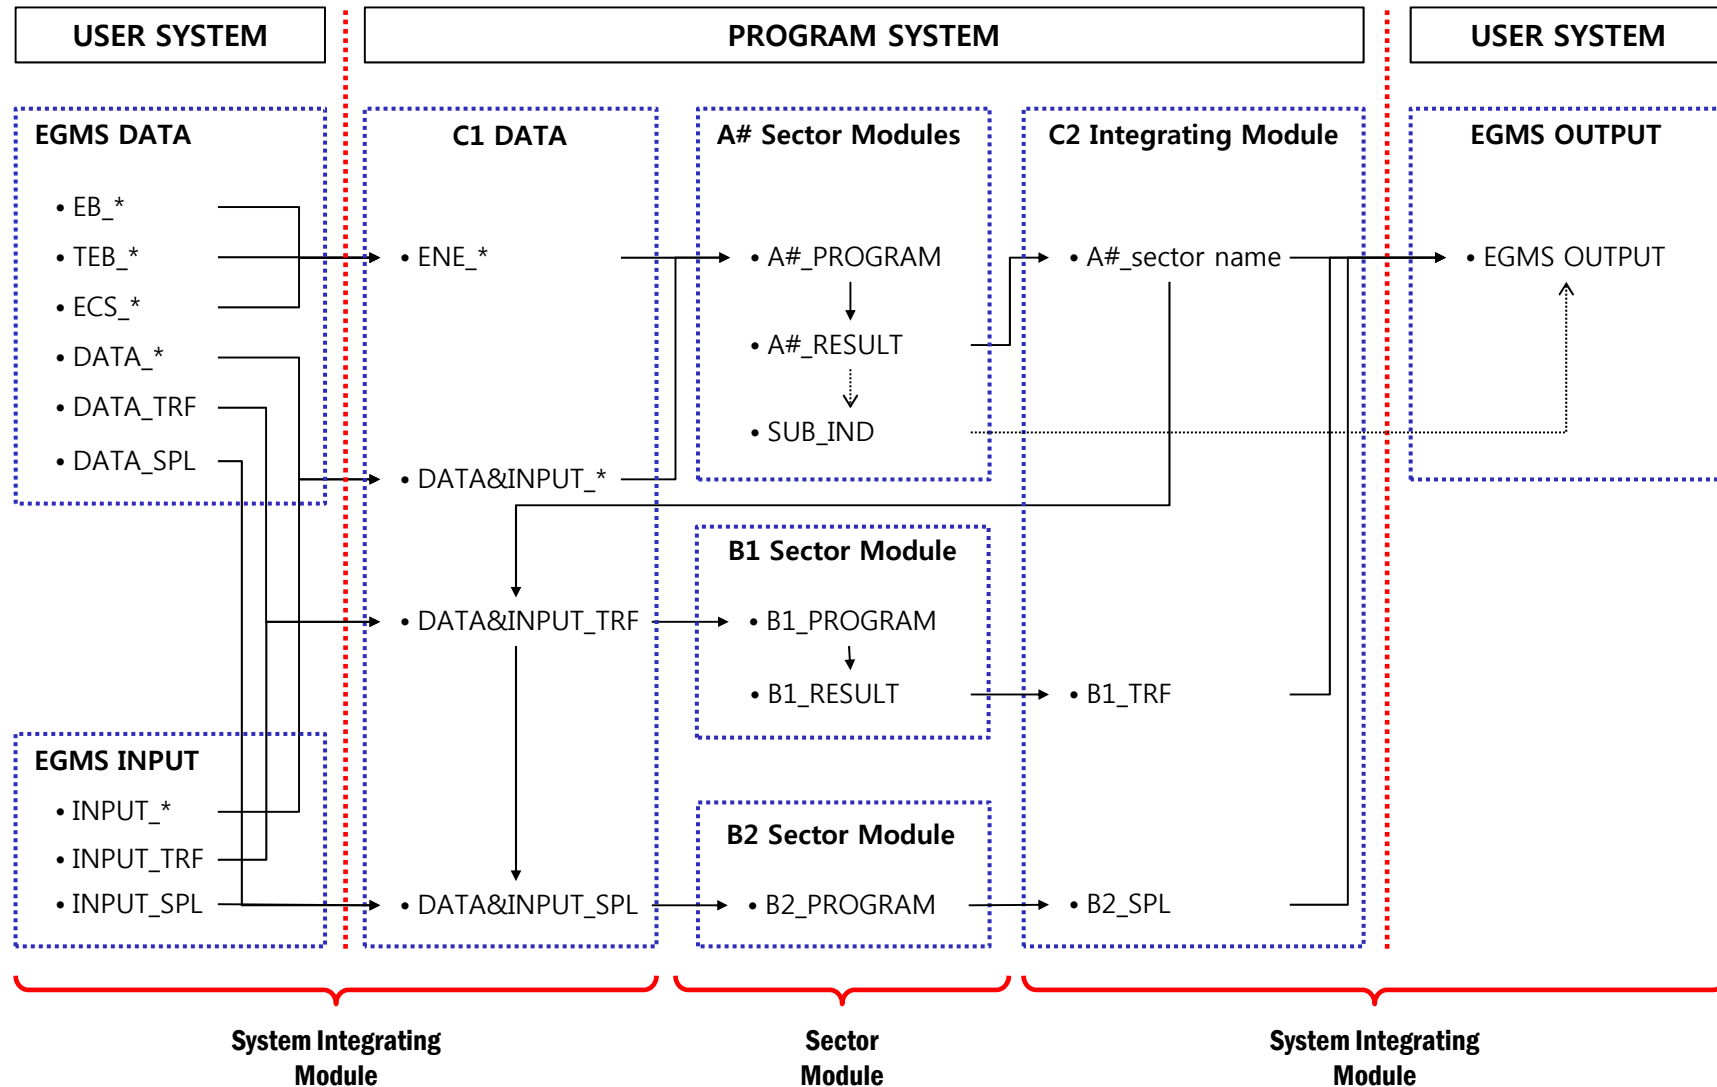 USER SYSTEM
PROGRAM SYSTEM
USER SYSTEM
EGMS DATA
• EB_*
• TEB_*
• ECS_*
• DATA_*
• DATA_TRF
• DATA_SPL
EGMS INPUT
• INPUT_*
• INPUT_TRF
• INPUT_SPL
C1 DATA
• ENE_*
• DATA&INPUT_*
• DATA&INPUT_TRF
• DATA&INPUT_SPL
A# Sector Modules
• A#_PROGRAM
• A#_RESULT
• SUB_IND
B1 Sector Module
• B1_PROGRAM
• B1_RESULT
B2 Sector Module
• B2_PROGRAM
C2 Integrating Module
• A#_sector name
• B1_TRF
• B2_SPL
EGMS OUTPUT
• EGMS OUTPUT
System Integrating
Module
Sector
Module
System Integrating
Module